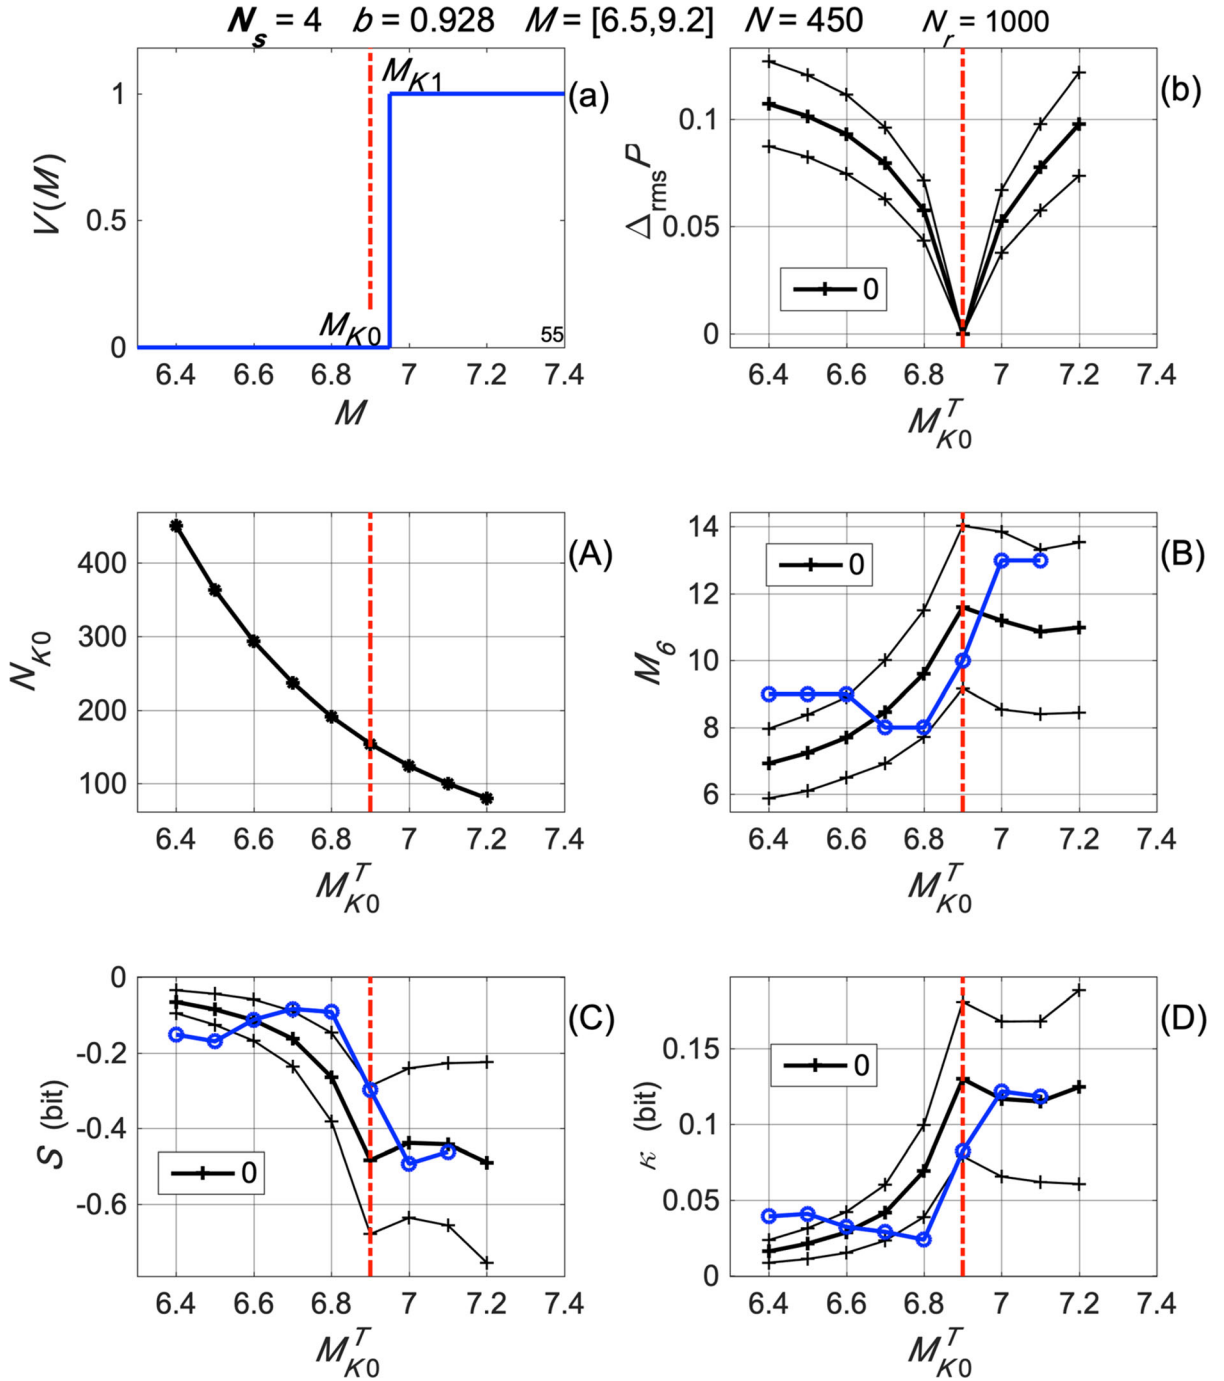 N_s = 4 b = 0.928 M = [6.5,9.2] N = 450 N_r = 1000
M_K1
(a)
1
0.5
0
V(M)
M_K0
55
6.4 6.6 6.8 7 7.2 7.4
M
(b)
0.1
0.05
0
Δ_rms P
0
6.4 6.6 6.8 7 7.2 7.4
M^T_K0
(A)
400
300
200
100
N_K0
6.4 6.6 6.8 7 7.2 7.4
M^T_K0
(B)
14
12
10
8
6
M_6
0
6.4 6.6 6.8 7 7.2 7.4
M^T_K0
(C)
0
-0.2
-0.4
-0.6
S (bit)
0
6.4 6.6 6.8 7 7.2 7.4
M^T_K0
(D)
0.15
0.1
0.05
0
κ (bit)
0
6.4 6.6 6.8 7 7.2 7.4
M^T_K0